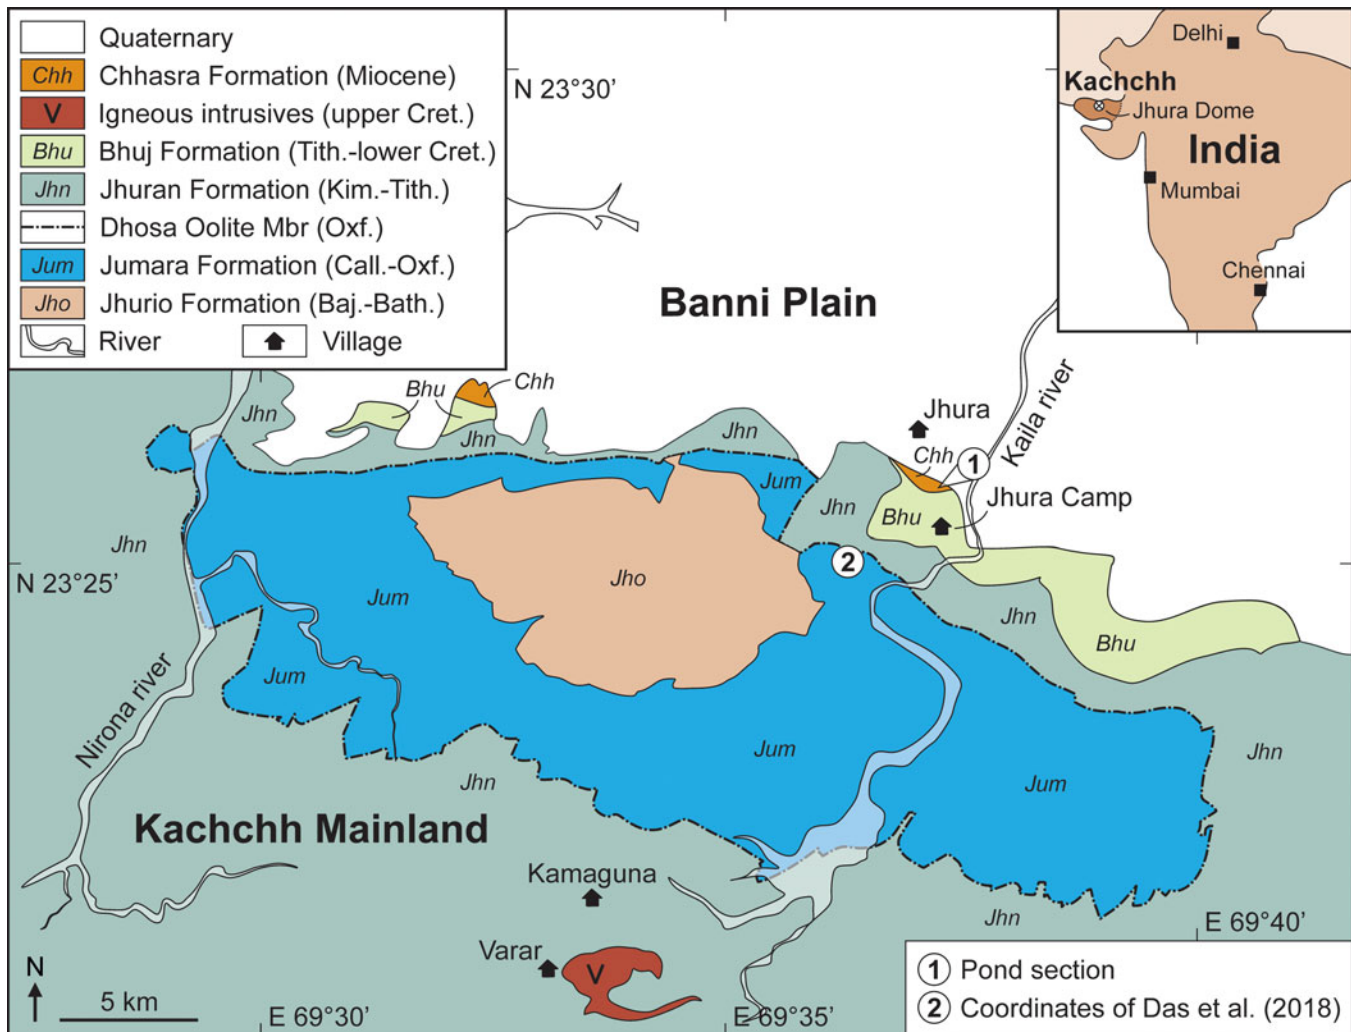 Quaternary
Chh Chhasra Formation (Miocene)
V Igneous intrusives (upper Cret.)
Bhu Bhuj Formation (Tith.-lower Cret.)
Jhn Jhuran Formation (Kim.-Tith.)
Dhosa Oolite Mbr (Oxf.)
Jum Jumara Formation (Call.-Oxf.)
Jho Jhurio Formation (Baj.-Bath.)
River Village
N 23°30’
Delhi
Kachchh
Jhura Dome
India
Mumbai
Chennai
Banni Plain
Kaila river
Bhu
Chh
Jhn
Jhn
Jhn
Jhura
Chh
1
Jum
Jhn
Bhu
Jhura Camp
Jhn
2
N 23°25’
Jho
Jum
Jhn
Bhu
Jum
Nirona river
Jum
Jhn
Jhn
Jum
Kachchh Mainland
Kamaguna
Jhn
E 69°40’
Varar
V
N
5 km
E 69°30’
E 69°35’
1 Pond section
2 Coordinates of Das et al. (2018)